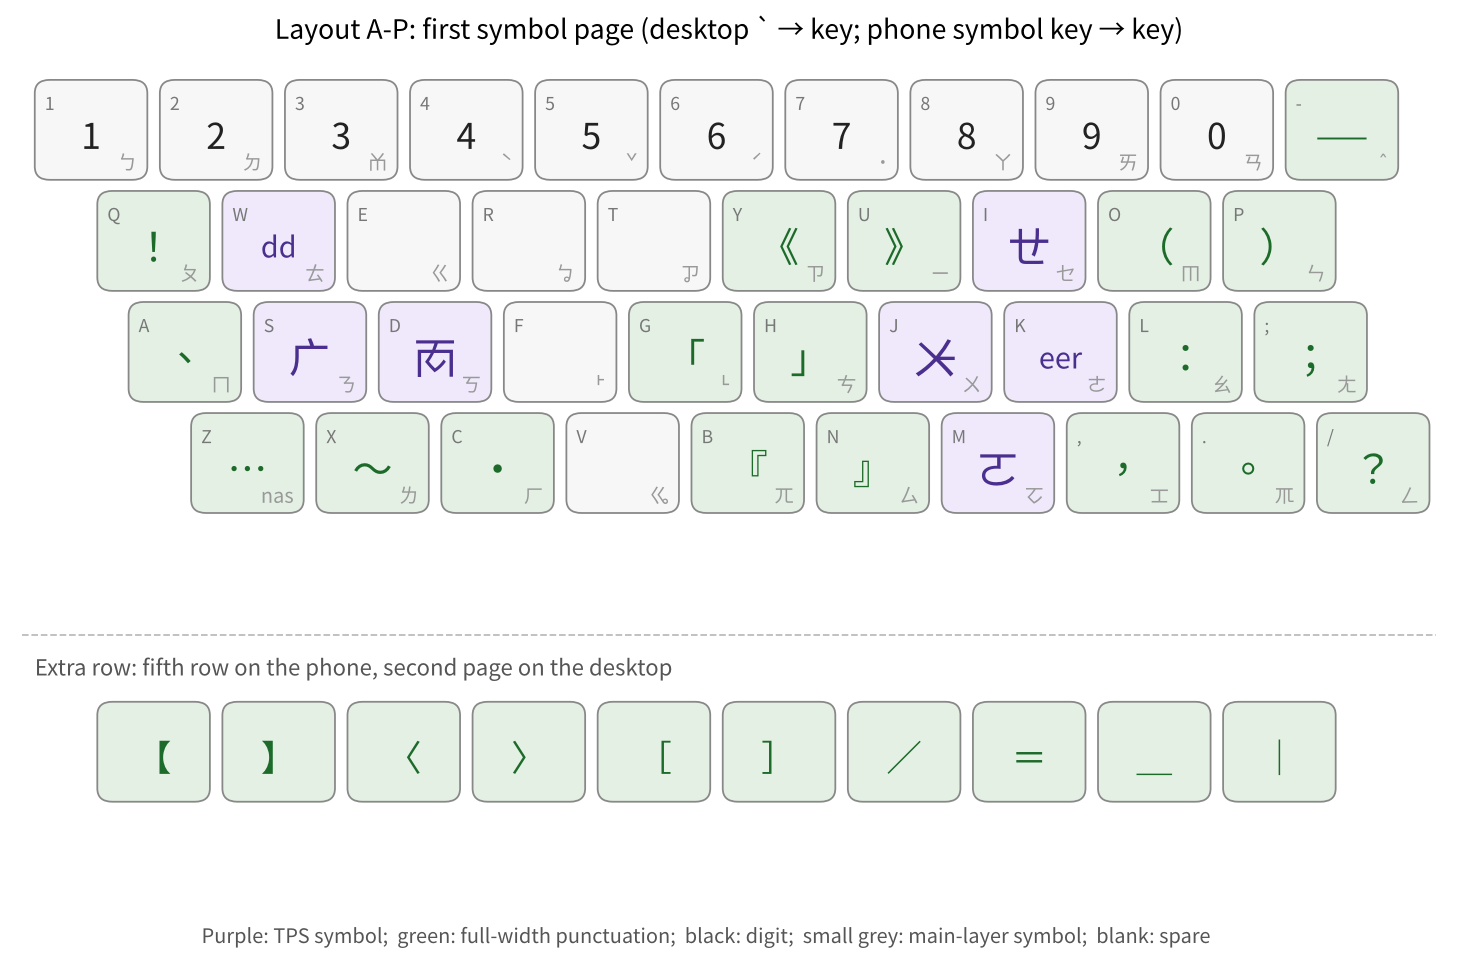 Layout A-P: first symbol page (desktop ` → key; phone symbol key → key)
1 1 ㄅ 2 2 ㄉ 3 3 4 4 ˋ 5 5 ˇ 6 6 ˊ 7 7 ˙ 8 8 ㄚ 9 9 ㄞ 0 0 ㄢ - — ˆ
Q ！ ㄆ W dd ㄊ E ㄍ R ㆠ T ㆡ Y 《 ㄗ U 》 ㄧ I ㄝ O （ ㆬ P ） ㄣ
A 、 ㄇ S 广 ㄋ D ㄎ F ㆵ G 「 H 」 ㄘ J ㄨ K eer ㄜ L ： ㄠ ; ； ㄤ
Z … nas X ～ ㄌ C · ㄏ V ㆣ B 『 ㄫ N 』 ㄙ M ㆦ , ， ㆲ . 。 / ？ ㄥ
Extra row: fifth row on the phone, second page on the desktop
【 】 〈 〉 ［ ］ ／ ＝ ＿ ｜
Purple: TPS symbol; green: full-width punctuation; black: digit; small grey: main-layer symbol; blank: spare